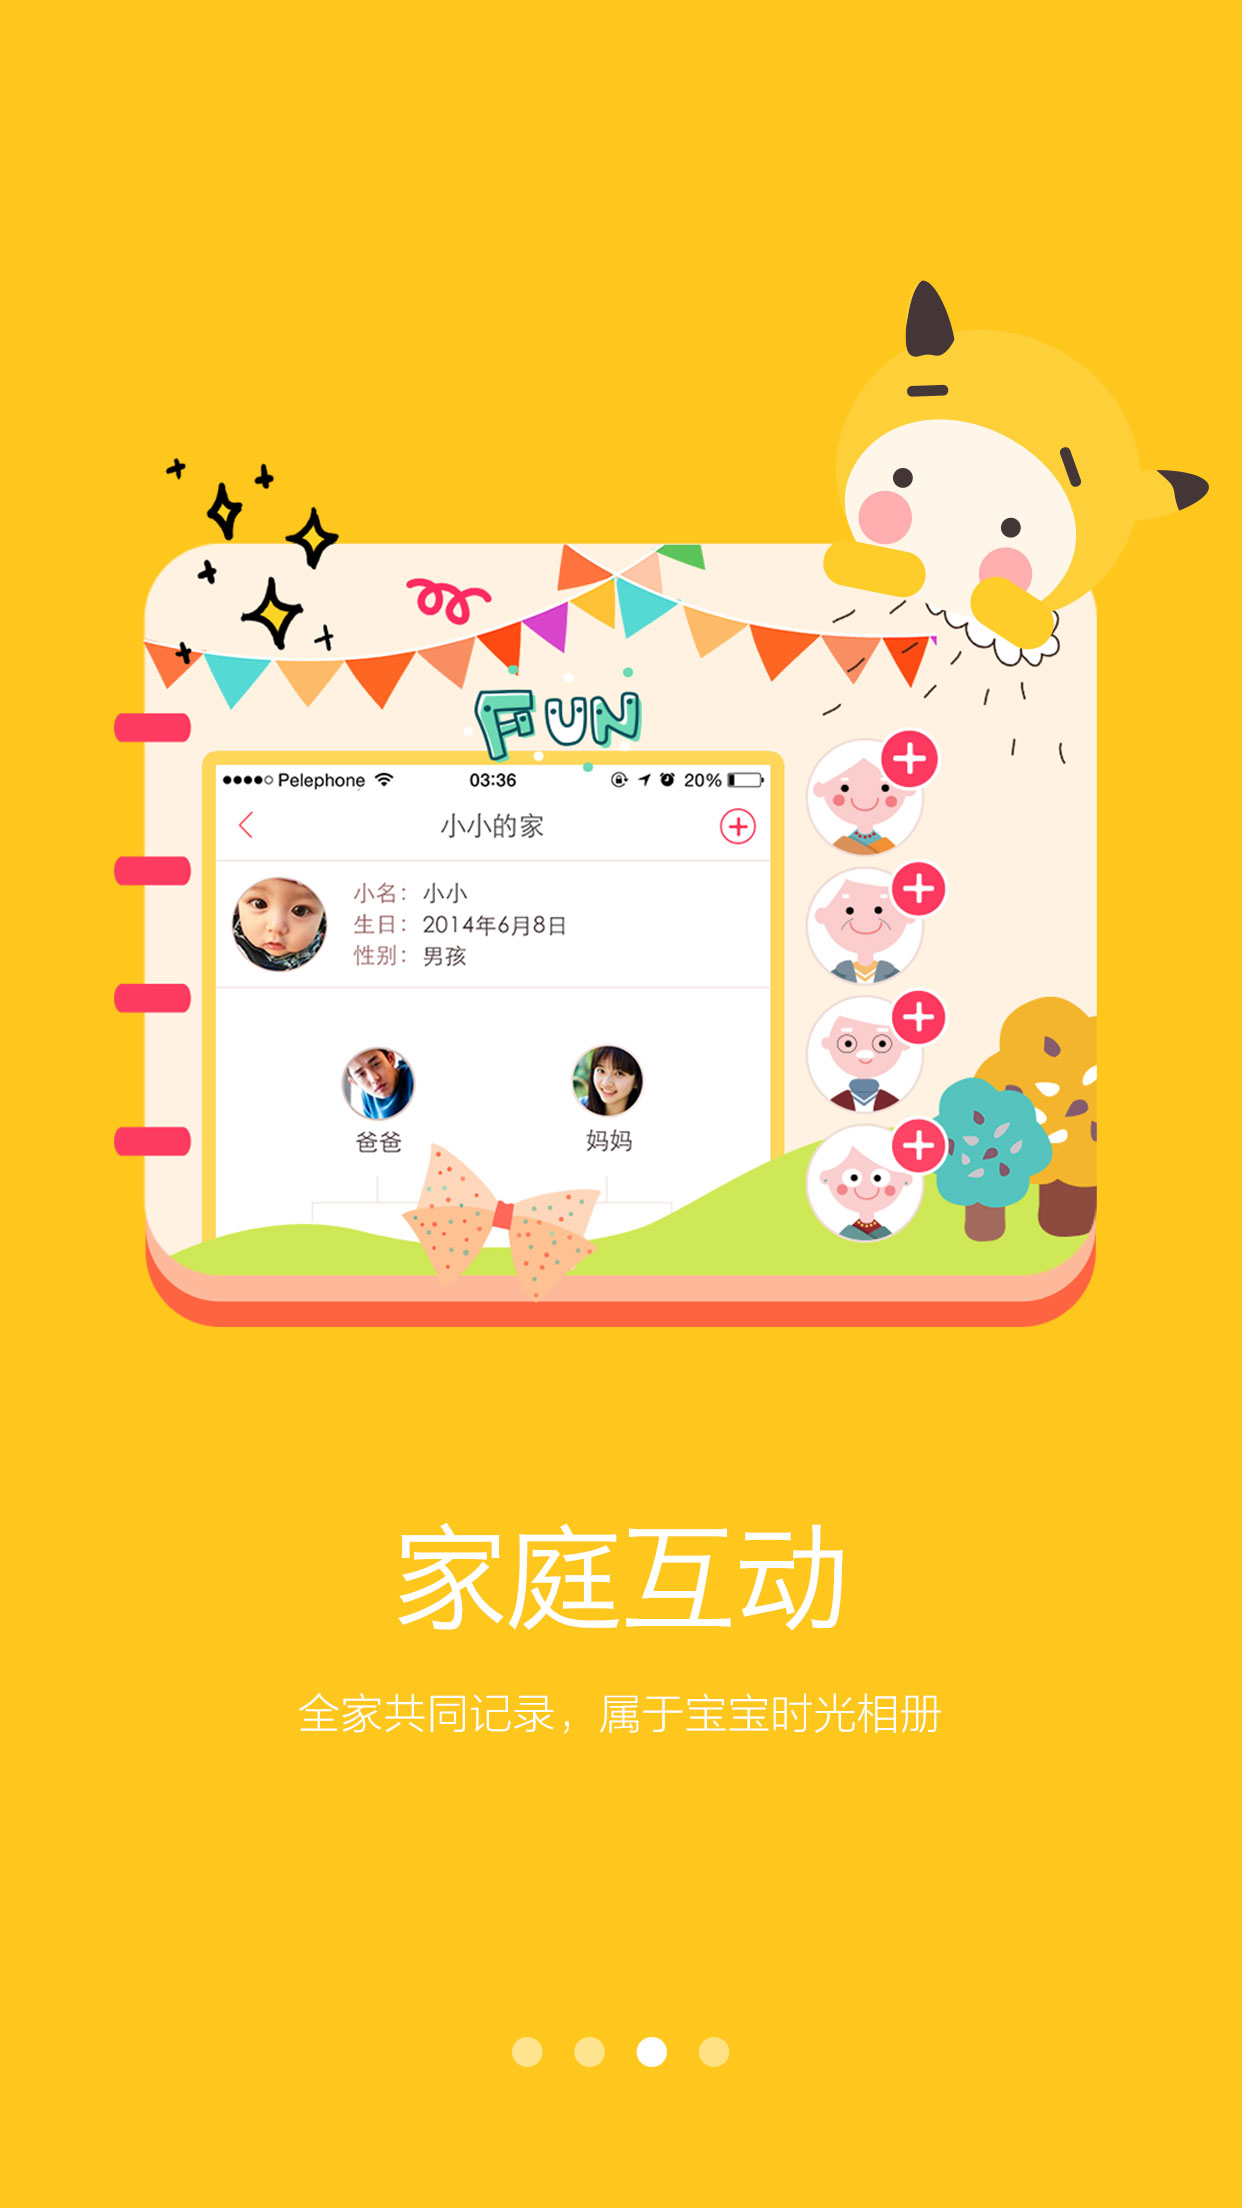 FUN
Pelephone 03:36 20%
小小的家
小名：小小
生日：2014年6月8日
性别：男孩
爸爸 妈妈
家庭互动
全家共同记录，属于宝宝时光相册